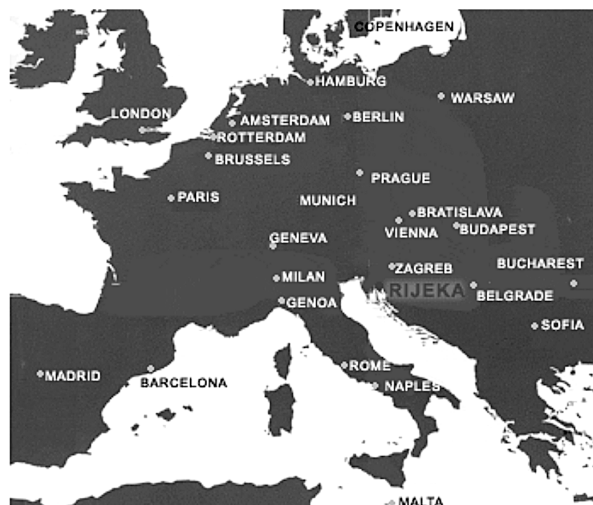 COPENHAGEN
HAMBURG
WARSAW
LONDON
AMSTERDAM
BERLIN
ROTTERDAM
BRUSSELS
PRAGUE
PARIS
MUNICH
BRATISLAVA
VIENNA
BUDAPEST
GENEVA
ZAGREB
BUCHAREST
MILAN
RIJEKA
BELGRADE
GENOA
SOFIA
MADRID
ROME
BARCELONA
NAPLES
MALTA